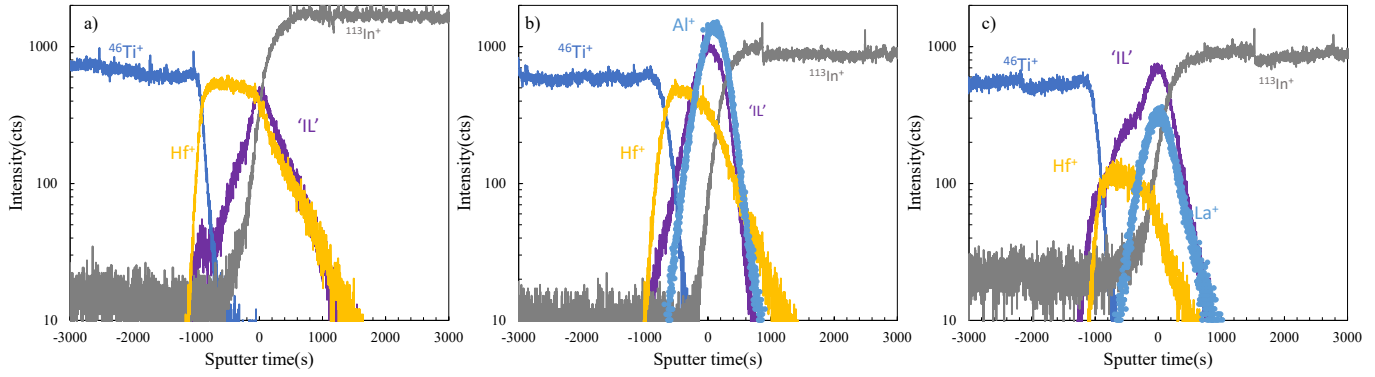 a)
Intensity(cts)
1000
100
10
-3000 -2000 -1000 0 1000 2000 3000
Sputter time(s)
⁴⁶Ti⁺
Hf⁺
‘IL’
¹¹³In⁺
b)
Intensity(cts)
1000
100
10
-3000 -2000 -1000 0 1000 2000 3000
Sputter time(s)
Al⁺
⁴⁶Ti⁺
Hf⁺
‘IL’
¹¹³In⁺
c)
Intensity(cts)
1000
100
10
-3000 -2000 -1000 0 1000 2000 3000
Sputter time(s)
‘IL’
⁴⁶Ti⁺
¹¹³In⁺
Hf⁺
La⁺